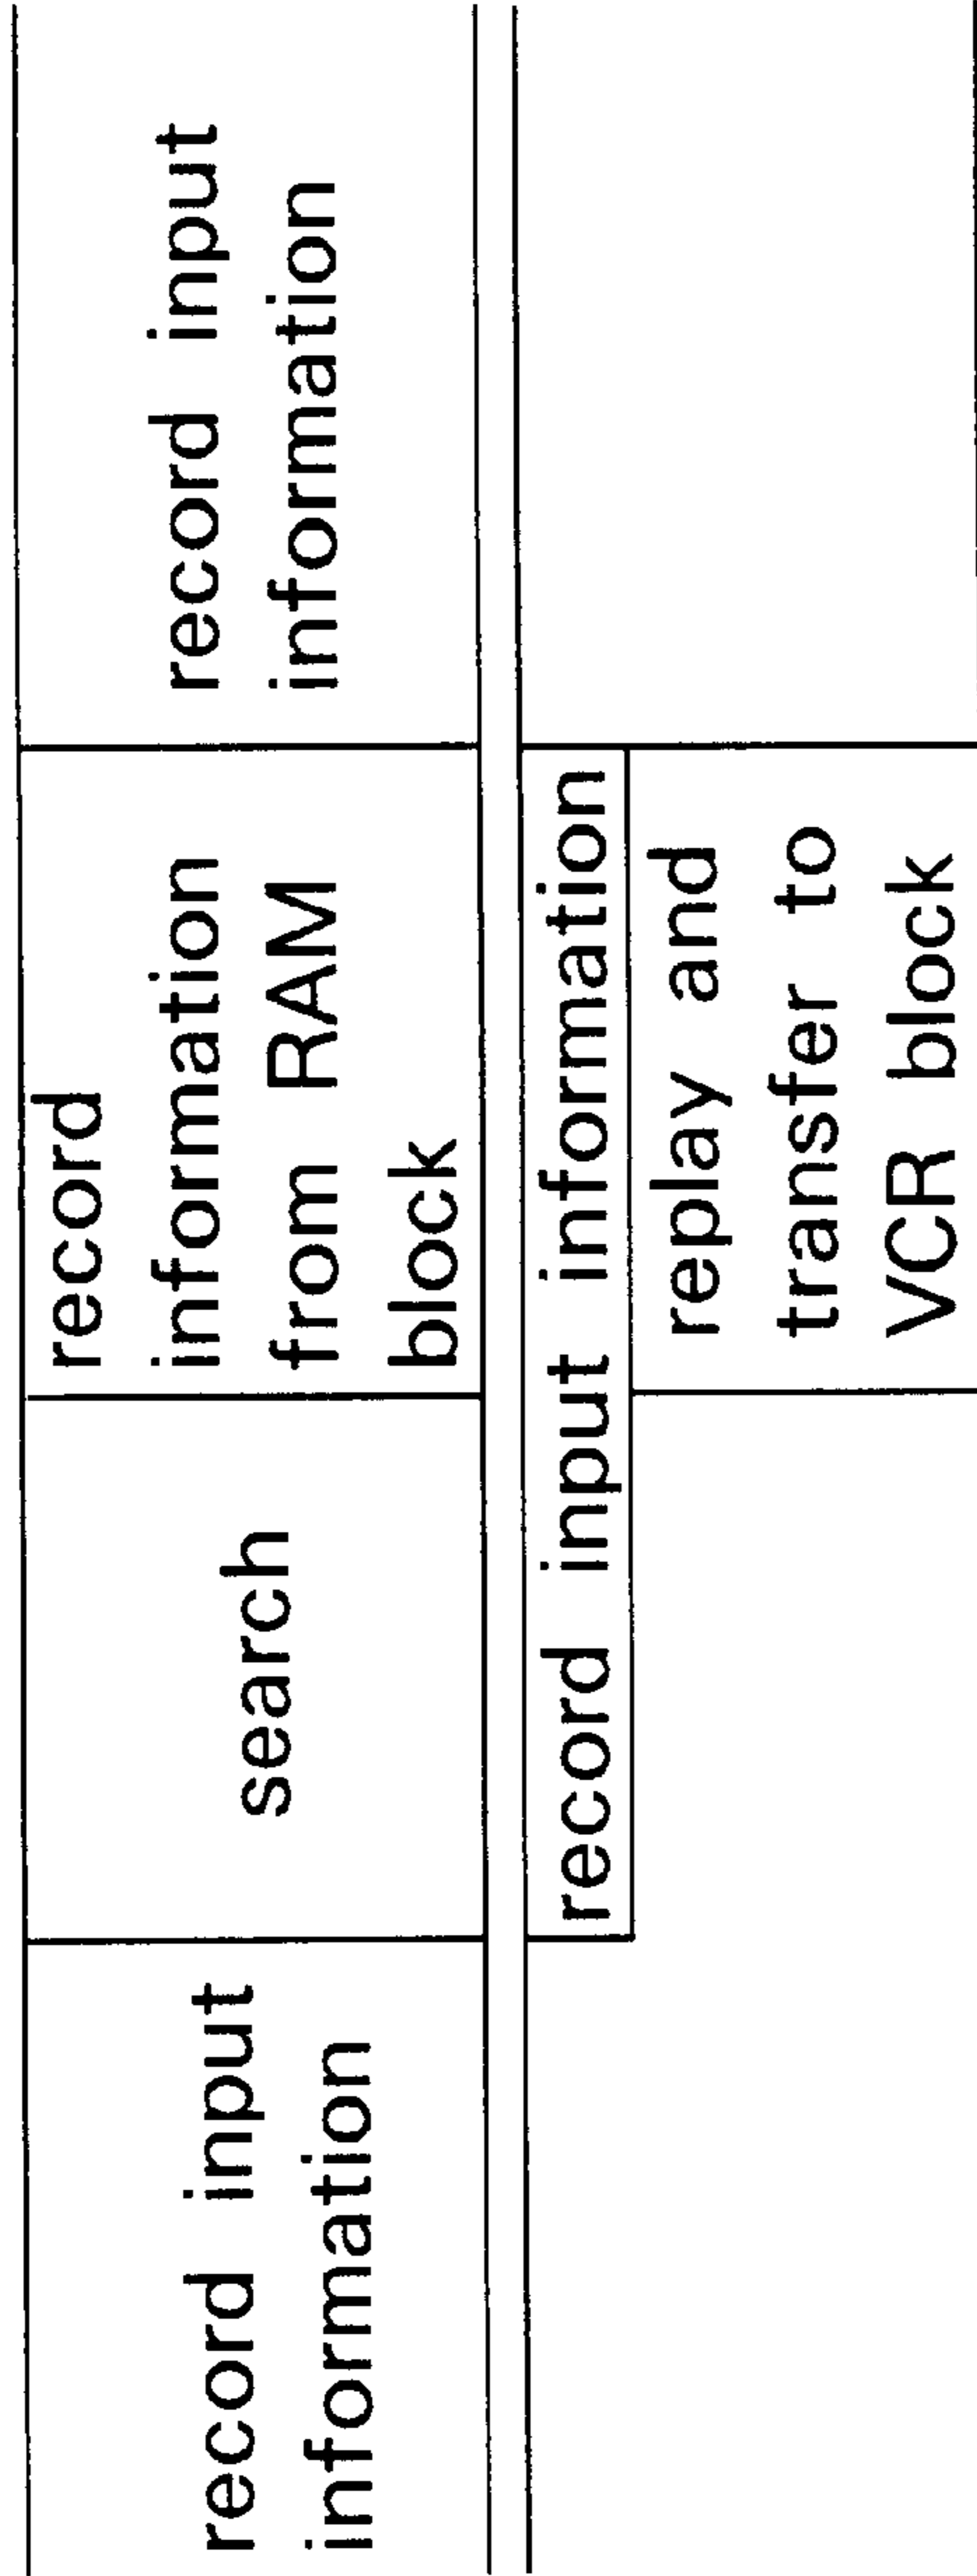 record input
information
search
record
information
from RAM
block
record input
information
record input information
replay and
transfer to
VCR block